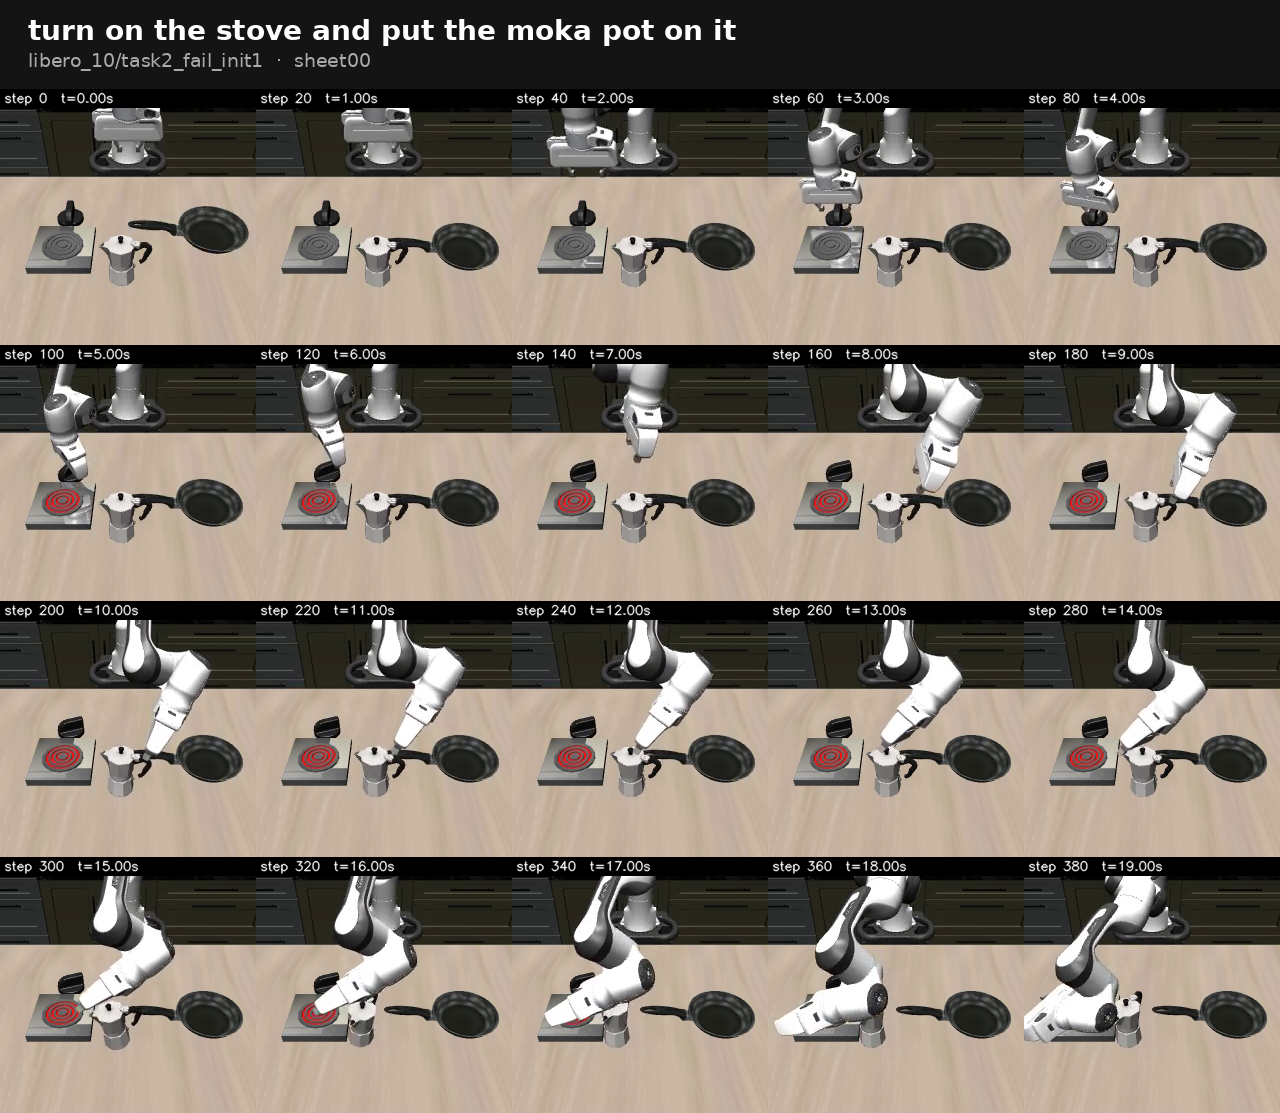 turn on the stove and put the moka pot on it
libero_10/task2_fail_init1 · sheet00
step 0 t=0.00s
step 20 t=1.00s
step 40 t=2.00s
step 60 t=3.00s
step 80 t=4.00s
step 100 t=5.00s
step 120 t=6.00s
step 140 t=7.00s
step 160 t=8.00s
step 180 t=9.00s
step 200 t=10.00s
step 220 t=11.00s
step 240 t=12.00s
step 260 t=13.00s
step 280 t=14.00s
step 300 t=15.00s
step 320 t=16.00s
step 340 t=17.00s
step 360 t=18.00s
step 380 t=19.00s